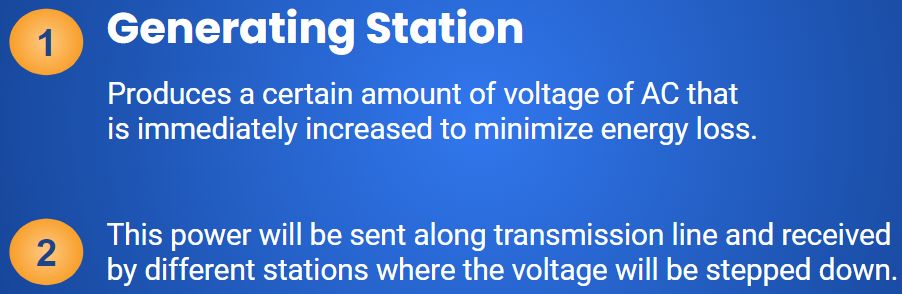 1
Generating Station
Produces a certain amount of voltage of AC that
is immediately increased to minimize energy loss.
2
This power will be sent along transmission line and received
by different stations where the voltage will be stepped down.